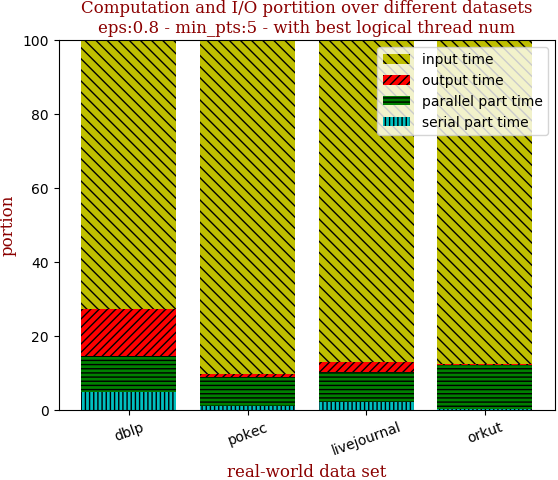 Computation and I/O portition over different datasets
eps:0.8 - min_pts:5 - with best logical thread num
input time
output time
parallel part time
serial part time
100
80
60
40
20
0
portion
dblp
pokec
livejournal
orkut
real-world data set